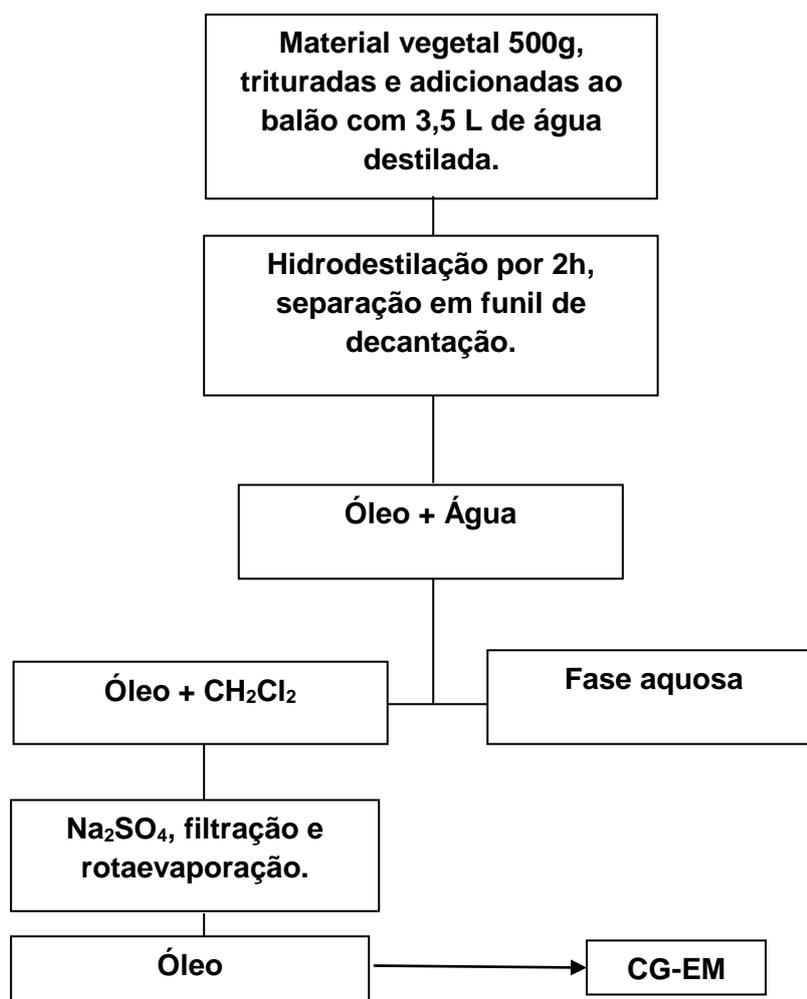 Material vegetal 500g,
trituradas e adicionadas ao
balão com 3,5 L de água
destilada.
Hidrodestilação por 2h,
separação em funil de
decantação.
Óleo + Água
Óleo + CH₂Cl₂
Fase aquosa
Na₂SO₄, filtração e
rotaevaporação.
Óleo
CG-EM